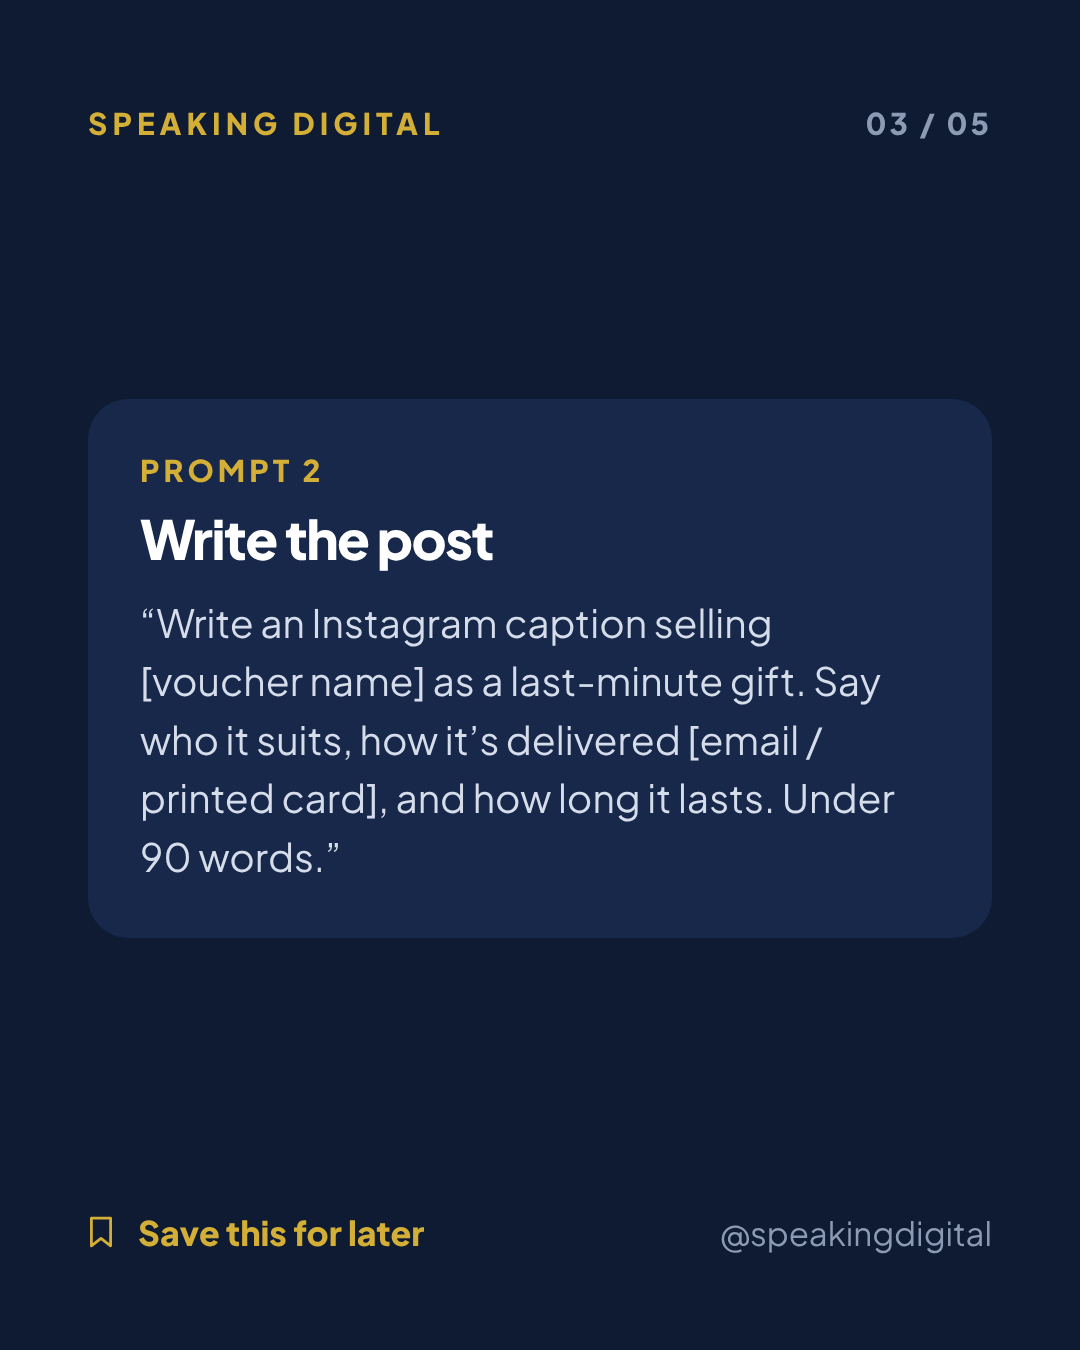 SPEAKING DIGITAL
03 / 05
PROMPT 2
Write the post
“Write an Instagram caption selling
[voucher name] as a last-minute gift. Say
who it suits, how it’s delivered [email /
printed card], and how long it lasts. Under
90 words.”
Save this for later
@speakingdigital